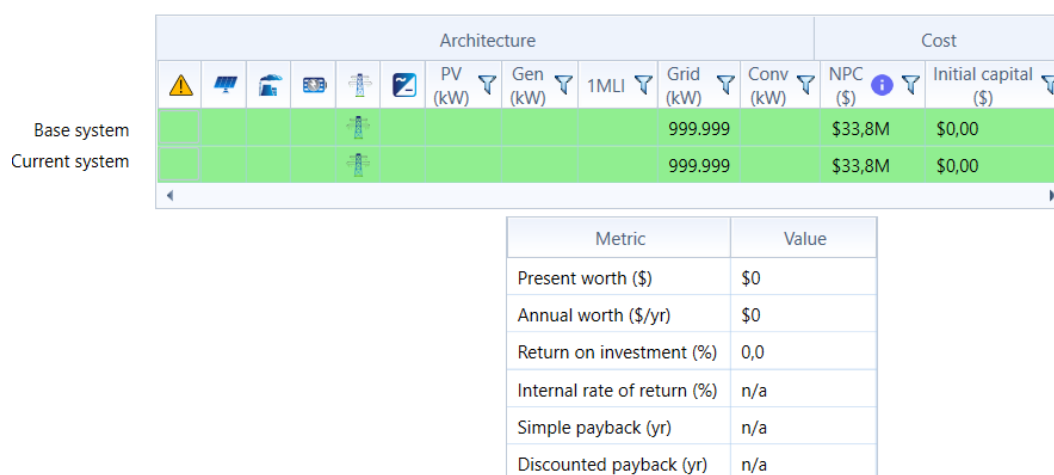 Architecture Cost
PV (kW) Gen (kW) 1MLI Grid (kW) Conv (kW) NPC ($) Initial capital ($)
Base system 999.999 $33,8M $0,00
Current system 999.999 $33,8M $0,00
Metric Value
Present worth ($) $0
Annual worth ($/yr) $0
Return on investment (%) 0,0
Internal rate of return (%) n/a
Simple payback (yr) n/a
Discounted payback (yr) n/a